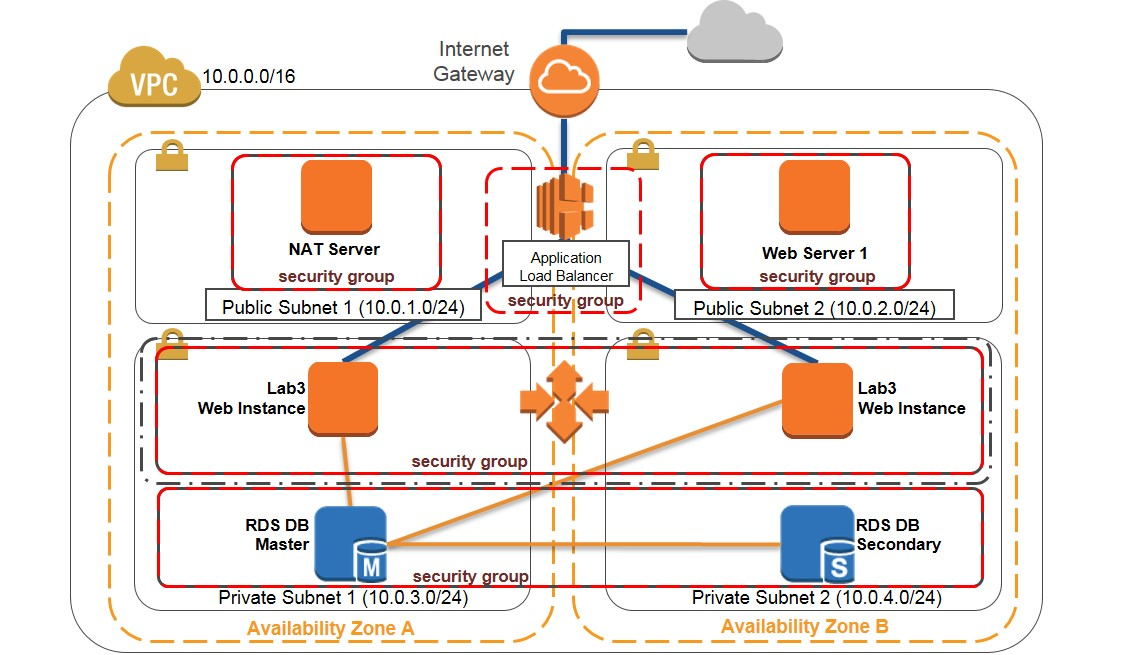 Internet
Gateway
VPC
10.0.0.0/16
NAT Server
security group
Public Subnet 1 (10.0.1.0/24)
Application
Load Balancer
security group
Web Server 1
security group
Public Subnet 2 (10.0.2.0/24)
Lab3
Web Instance
Lab3
Web Instance
security group
RDS DB
Master
M
RDS DB
Secondary
S
security group
Private Subnet 1 (10.0.3.0/24)
Private Subnet 2 (10.0.4.0/24)
Availability Zone A
Availability Zone B